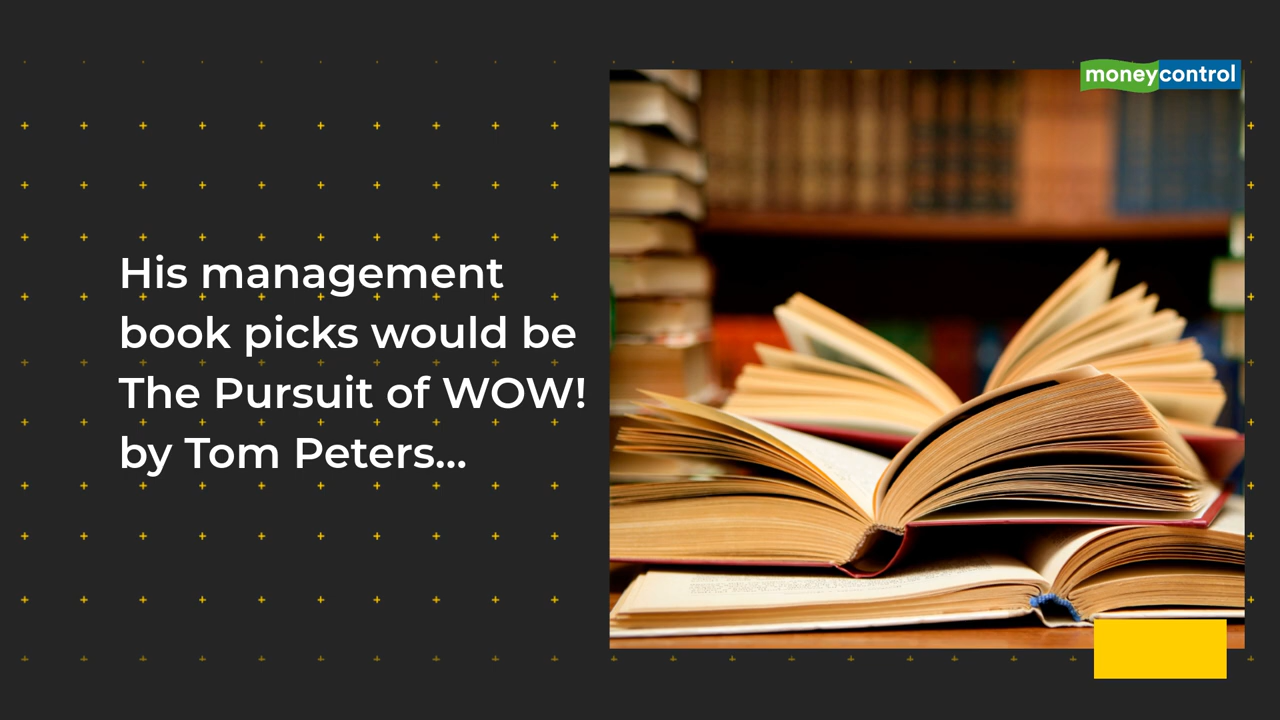 moneycontrol
His management
book picks would be
The Pursuit of WOW!
by Tom Peters...